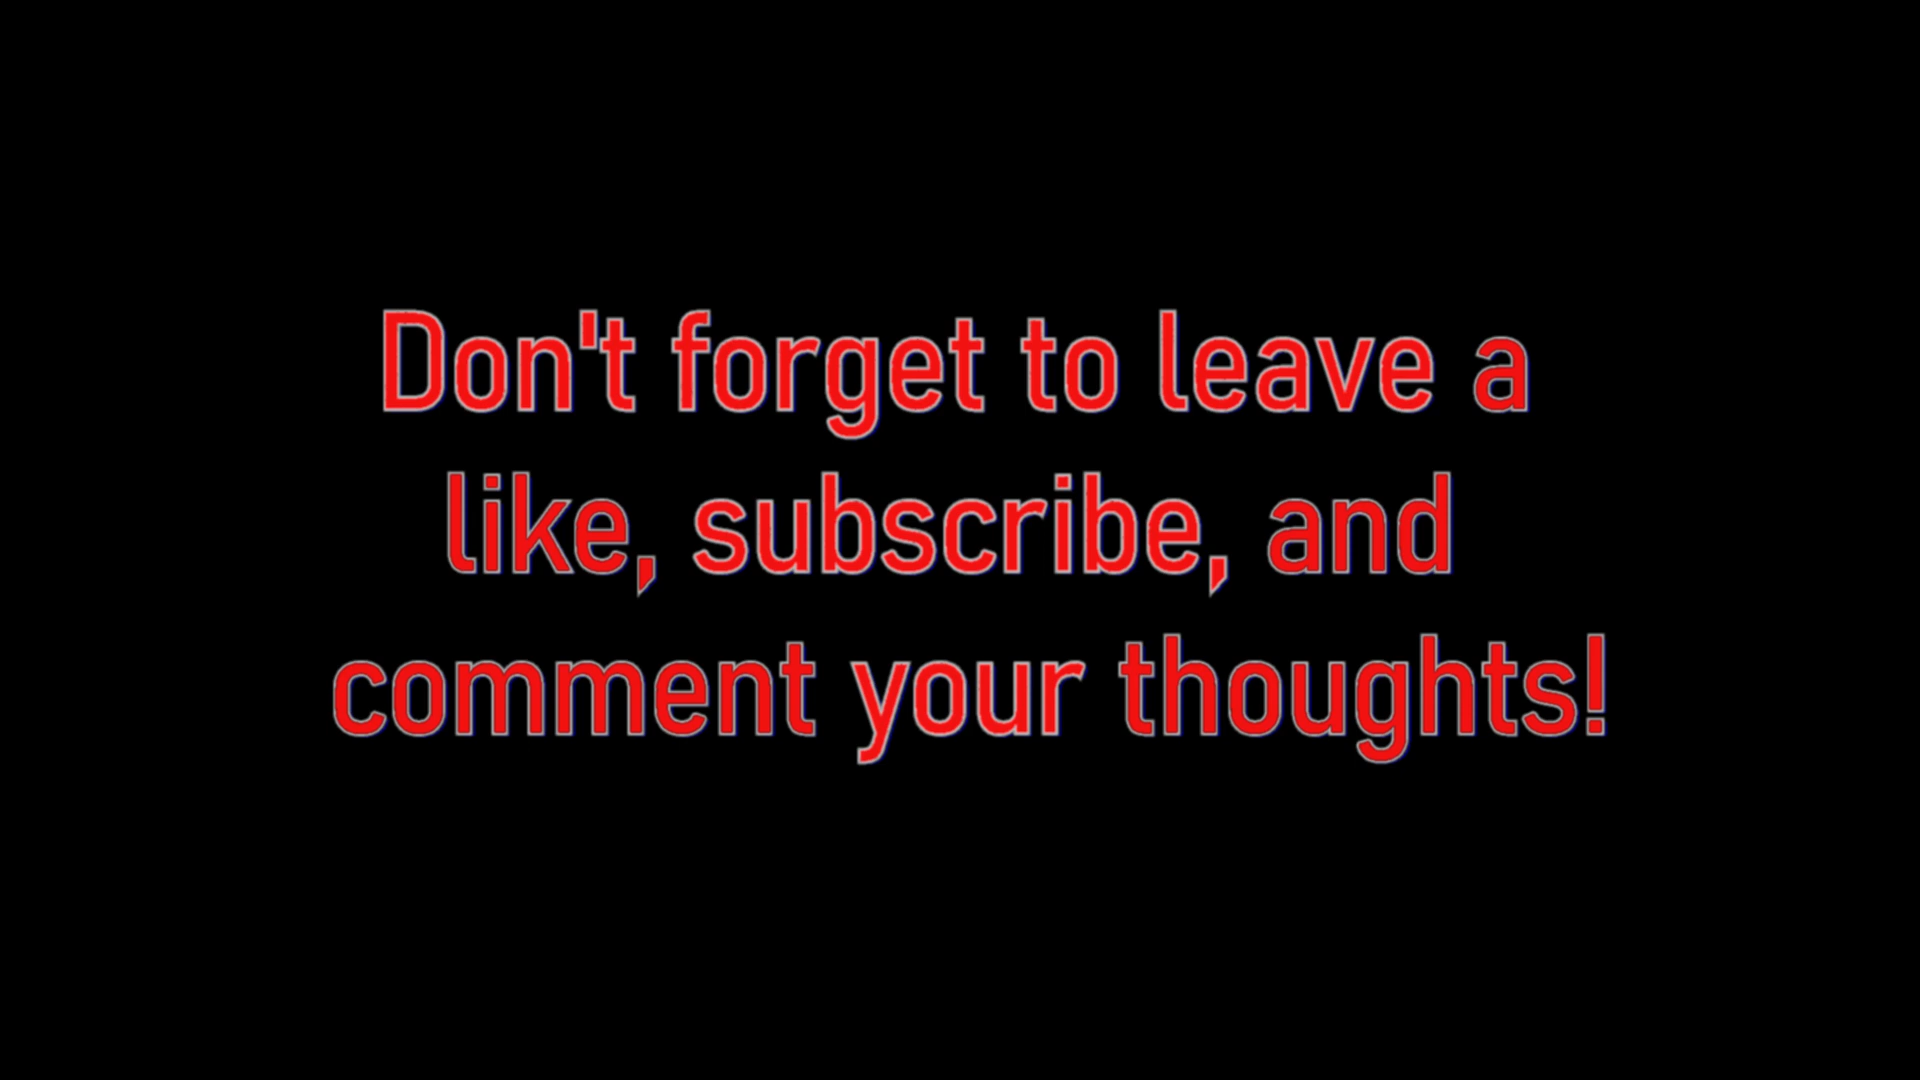 Don't forget to leave a
like, subscribe, and
comment your thoughts!